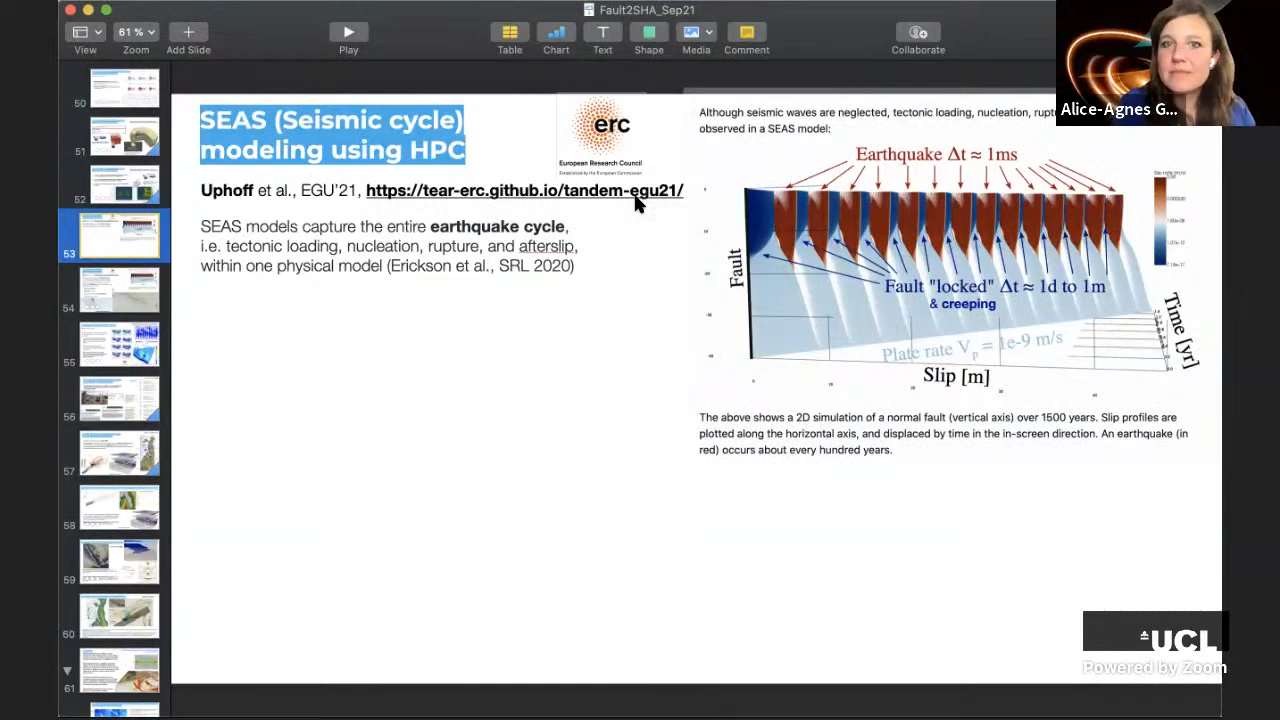 Fault2SHA_Sep21
61 %
View
Zoom
Add Slide
Play
Table
Chart
Text
Shape
Media
Comment
Collaborate
Alice-Agnes G...
50
51
52
53
54
55
56
57
58
59
60
61
SEAS (Seismic cycle)
modeling using HPC
erc
European Research Council
Established by the European Commission
Uphoff et al., EGU'21, https://tear-erc.github.io/tandem-egu21/
SEAS models capture the entire earthquake cycle,
i.e. tectonic loading, nucleation, rupture, and afterslip,
within one physical model (Erickson et al., SRL 2020)
Although seismic waves are neglected, tectonic loading, nucleation,
observed in a SEAS model:
Earthquake Δt ≈ 1ms
Fault
Fault "locked" Δt ≈ 1d to 1m
& creeping
Plate rate Vp = 1e-9 m/s
Slip [m]
Time [yr]
The above shows a 2D simulation of a normal fault (vertical axis) over 1500 years. Slip profiles are
plotted along the horizontal axis, and displaced by time in the in-screen direction. An earthquake (in
red) occurs about every hundred years.
UCL
Powered by Zoom